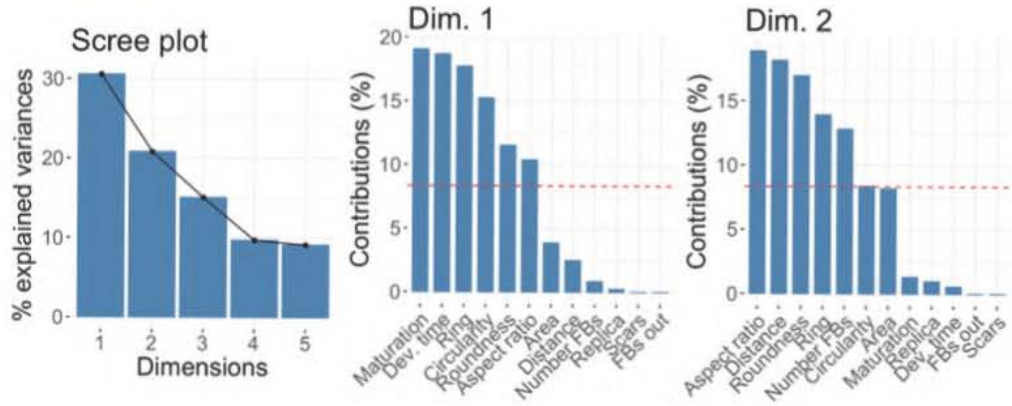 Scree plot
% explained variances
30
20
10
0
1 2 3 4 5
Dimensions
Dim. 1
Contributions (%)
20
15
10
5
0
Maturation
Dev. time
Ring
Circularity
Roundness
Aspect ratio
Area
Distance
Number FBs
Replica
Scars
FBs out
Dim. 2
Contributions (%)
15
10
5
0
Aspect ratio
Distance
Roundness
Ring
Number FBs
Circularity
Area
Maturation
Replica
Dev. time
FBs out
Scars